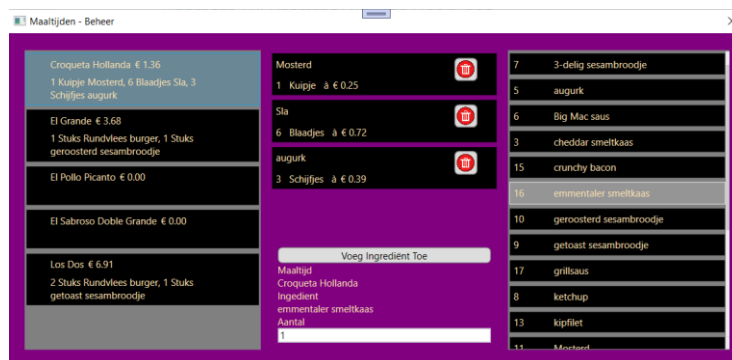 Maaltijden - Beheer
Croqueta Hollanda € 1.36
1 Kuipje Mosterd, 6 Blaadjes Sla, 3
Schijfjes augurk
El Grande € 3.68
1 Stuks Rundvlees burger, 1 Stuks
geroosterd sesambroodje
El Pollo Picanto € 0.00
El Sabroso Doble Grande € 0.00
Los Dos € 6.91
2 Stuks Rundvlees burger, 1 Stuks
getoast sesambroodje
Mosterd
1 Kuipje à € 0.25
Sla
6 Blaadjes à € 0.72
augurk
3 Schijfjes à € 0.39
Voeg Ingrediënt Toe
Maaltijd
Croqueta Hollanda
Ingedient
emmentaler smeltkaas
Aantal
1
7 3-delig sesambroodje
5 augurk
6 Big Mac saus
3 cheddar smeltkaas
15 crunchy bacon
16 emmentaler smeltkaas
10 geroosterd sesambroodje
9 getoast sesambroodje
17 grillsaus
8 ketchup
13 kipfilet
11 Mosterd